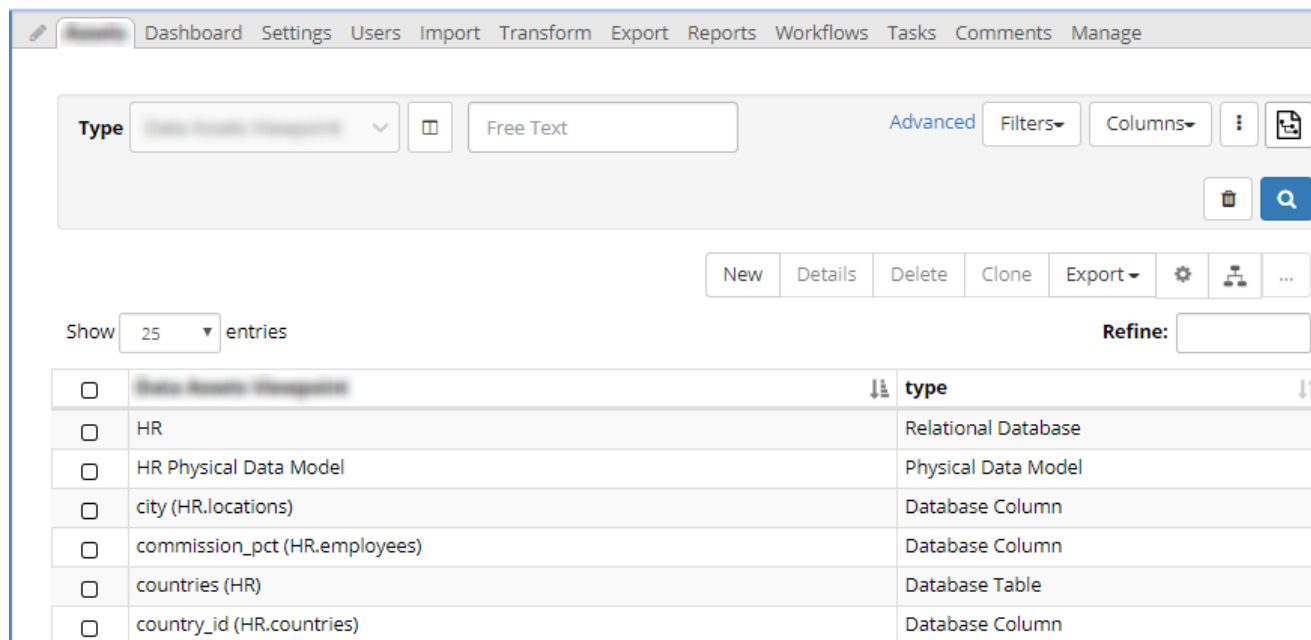 Dashboard Settings Users Import Transform Export Reports Workflows Tasks Comments Manage
Type Free Text Advanced Filters Columns
New Details Delete Clone Export ...
Show 25 entries Refine:
type
HR Relational Database
HR Physical Data Model Physical Data Model
city (HR.locations) Database Column
commission_pct (HR.employees) Database Column
countries (HR) Database Table
country_id (HR.countries) Database Column